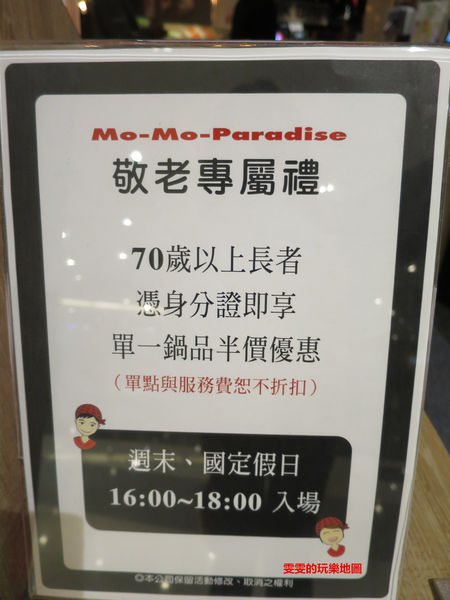 Mo-Mo-Paradise
敬老專屬禮
70歲以上長者
憑身分證即享
單一鍋品半價優惠
（單點與服務費恕不折扣）
週末、國定假日
16:00~18:00 入場
雯雯的玩樂地圖
◎本公司保留活動修改、取消之權利